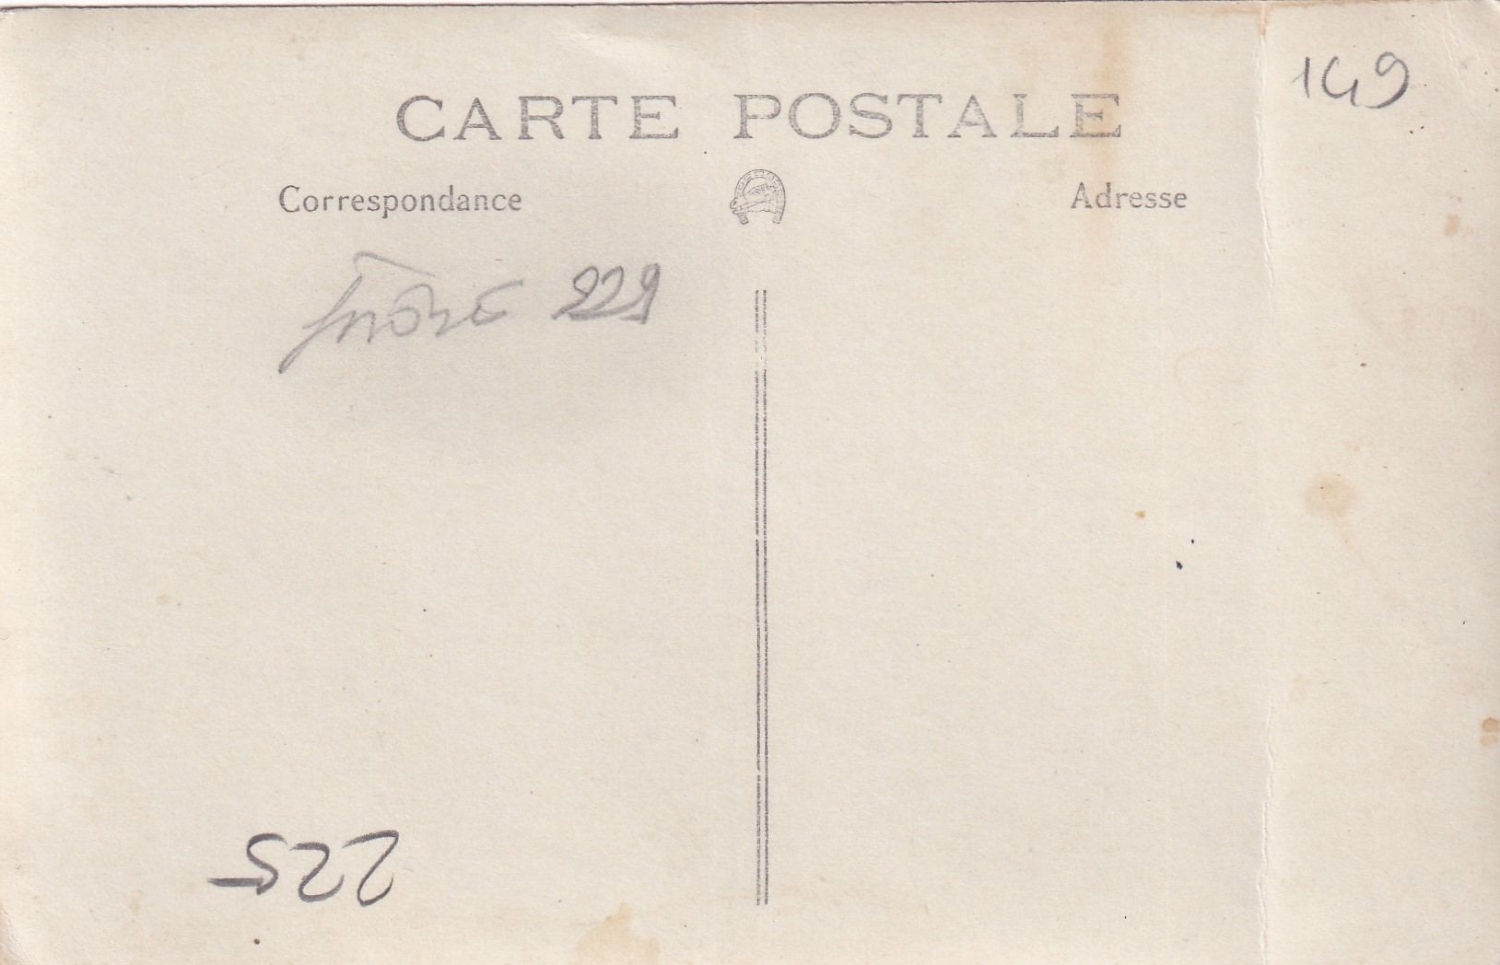 149
CARTE POSTALE
Correspondance Adresse
229
225